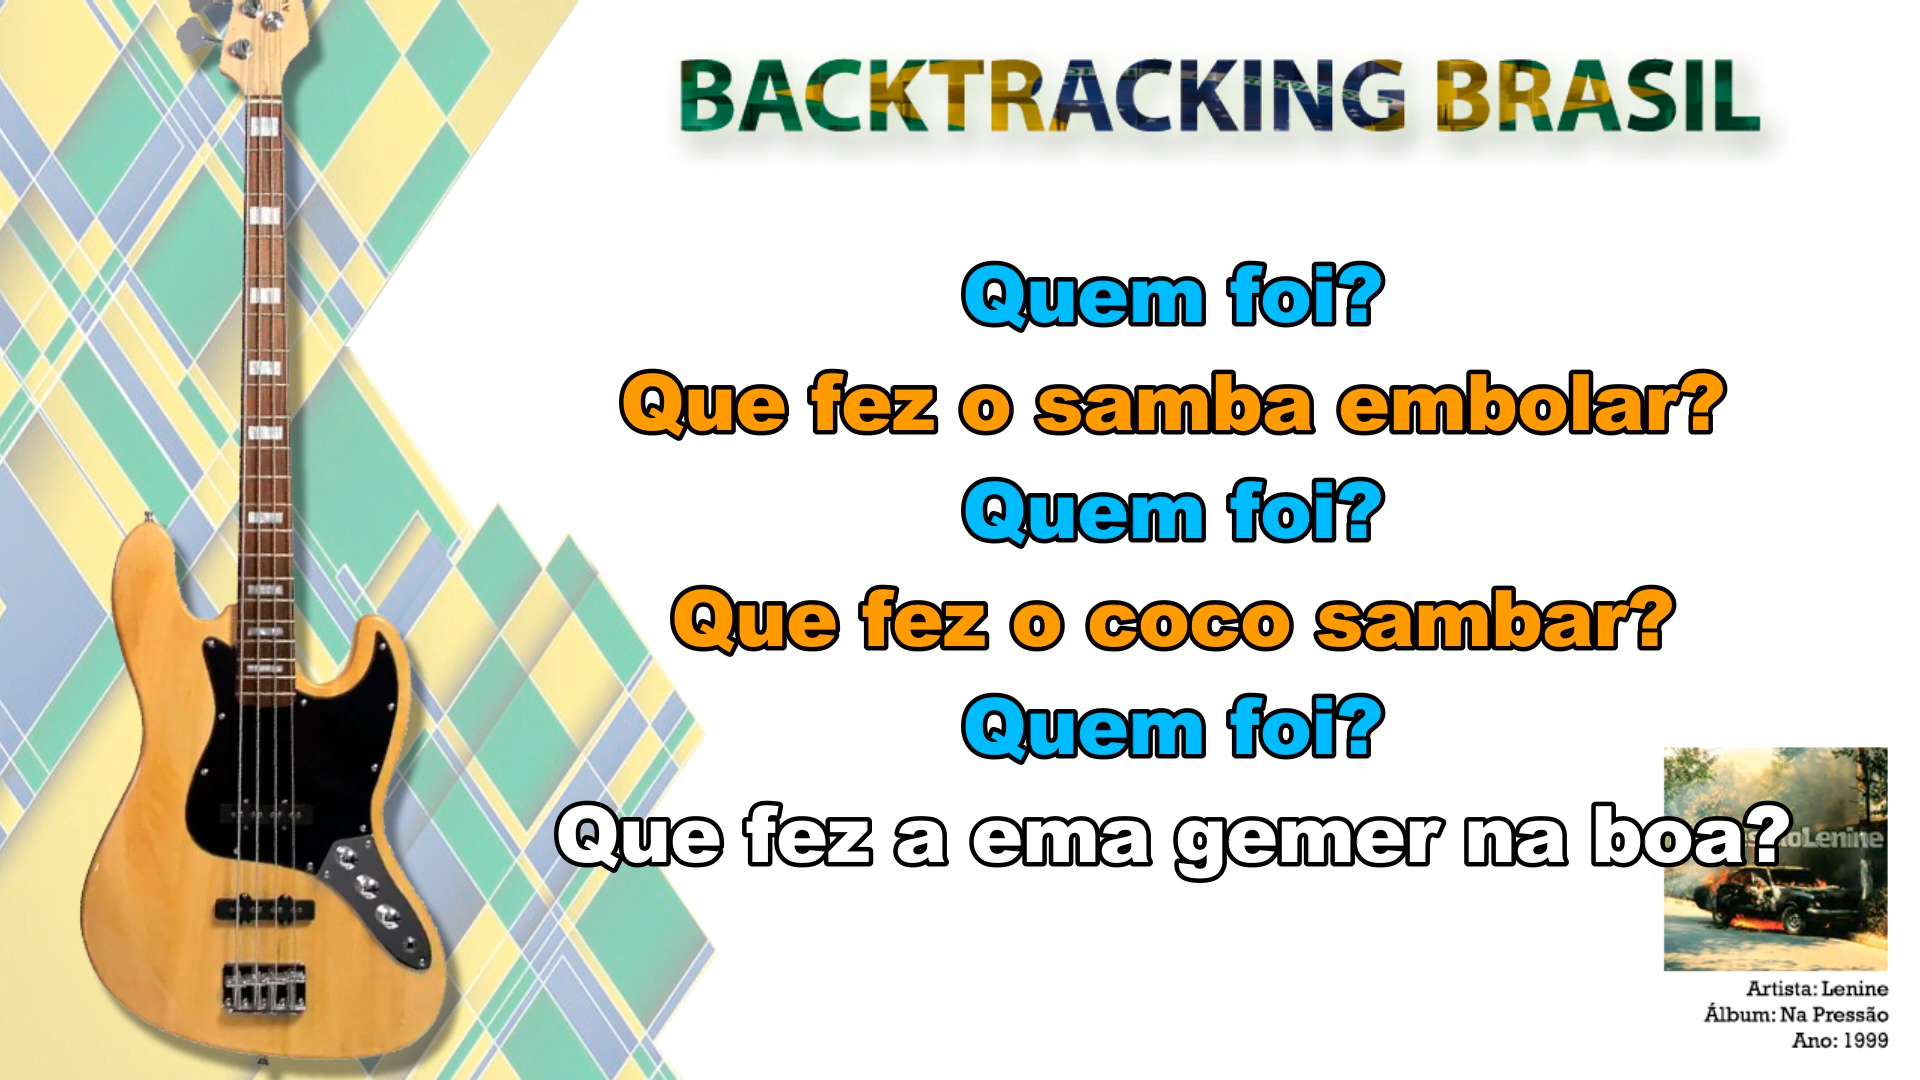 BACKTRACKING BRASIL
Quem foi?
Que fez o samba embolar?
Quem foi?
Que fez o coco sambar?
Quem foi?
Que fez a ema gemer na boa?
Lenine
Artista: Lenine
Álbum: Na Pressão
Ano: 1999